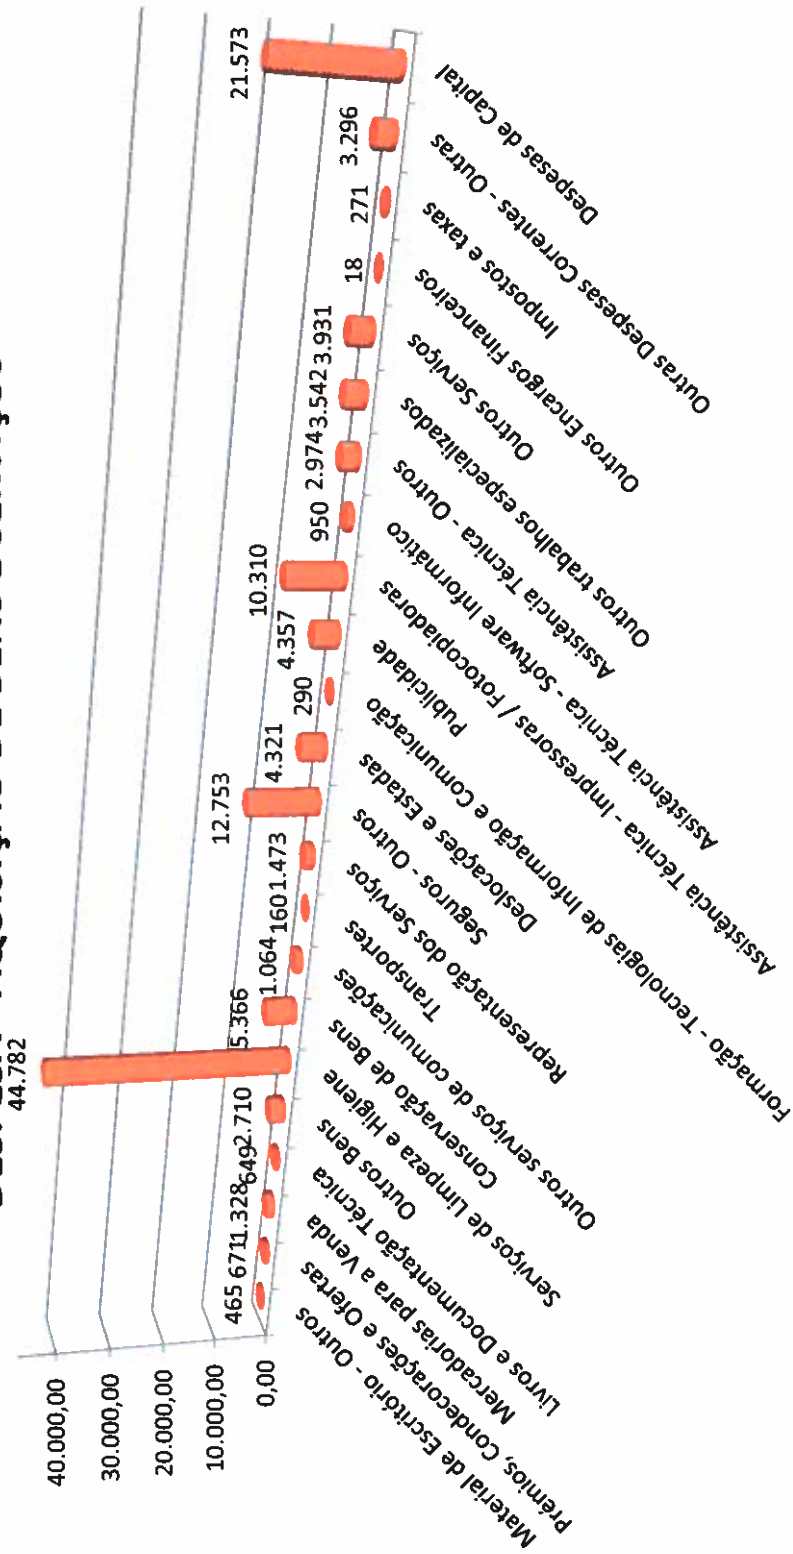 44.782
21.573
12.753
10.310
465
671
1.328
649
2.710
5.366
1.064
160
1.473
4.321
290
4.357
950
2.974
3.542
3.931
18
271
3.296
40.000,00
30.000,00
20.000,00
10.000,00
0,00
Material de Escritório - Outros
Prémios, Condecorações e Ofertas
Mercadorias para a Venda
Livros e Documentação Técnica
Outros Bens
Serviços de Limpeza e Higiene
Conservação de Bens
Outros serviços de comunicações
Transportes
Representação dos Serviços
Seguros - Outros
Deslocações e Estadas
Formação - Tecnologias de Informação e Comunicação
Publicidade
Assistência Técnica - Impressoras / Fotocopiadoras
Assistência Técnica - Software Informático
Assistência Técnica - Outros
Outros trabalhos especializados
Outros Serviços
Outros Encargos Financeiros
Impostos e taxas
Outras Despesas Correntes - Outras
Despesas de Capital